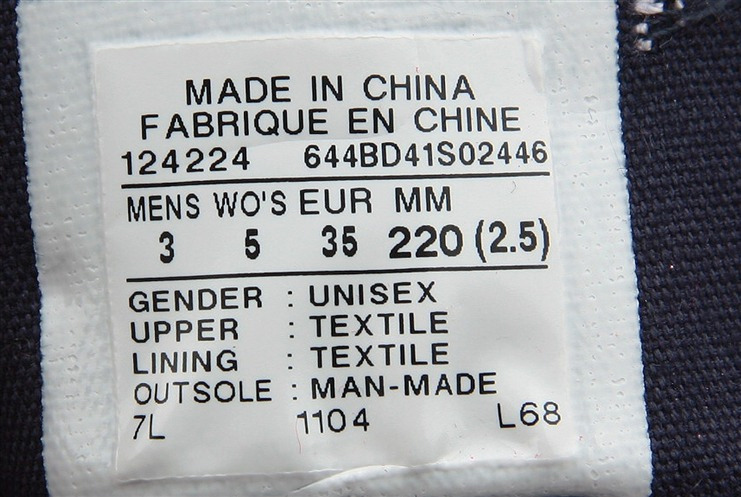 MADE IN CHINA
FABRIQUE EN CHINE
124224 644BD41S02446
MENS WO'S EUR MM
3 5 35 220 (2.5)
GENDER : UNISEX
UPPER : TEXTILE
LINING : TEXTILE
OUTSOLE : MAN-MADE
7L 1104 L68